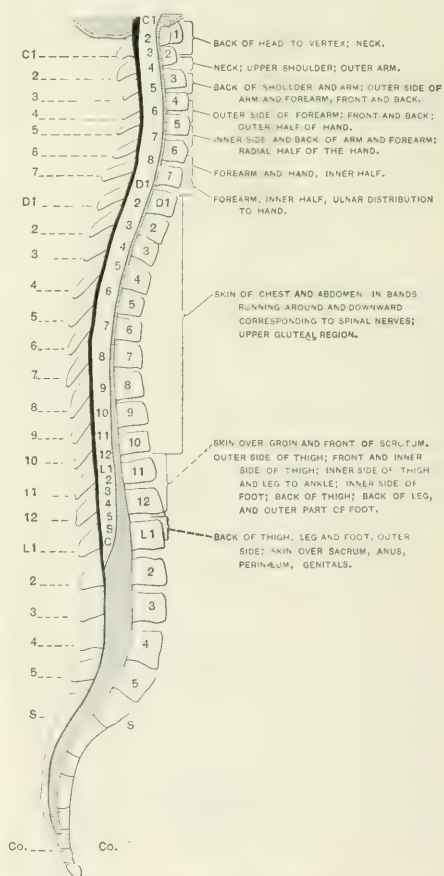 C1
2
3
4
5
6
7
8
D1
2
3
4
5
6
7
8
9
10
11
12
L1
2
3
4
5
S
C
C1
2
3
4
5
6
7
D1
2
3
4
5
6
7
8
9
10
11
12
L1
2
3
4
5
S
Co.
1
2
3
4
5
6
7
D1
2
3
4
5
6
7
8
9
10
11
12
L1
2
3
4
5
S
Co.
BACK OF HEAD TO VERTEX; NECK.
NECK; UPPER SHOULDER; OUTER ARM.
BACK OF SHOULDER AND ARM; OUTER SIDE OF
ARM AND FOREARM, FRONT AND BACK.
OUTER SIDE OF FOREARM; FRONT AND BACK;
OUTER HALF OF HAND.
INNER SIDE AND BACK OF ARM AND FOREARM;
RADIAL HALF OF THE HAND.
FOREARM AND HAND, INNER HALF.
FOREARM, INNER HALF, ULNAR DISTRIBUTION
TO HAND.
SKIN OF CHEST AND ABDOMEN IN BANDS
RUNNING AROUND AND DOWNWARD
CORRESPONDING TO SPINAL NERVES;
UPPER GLUTEAL REGION.
SKIN OVER GROIN AND FRONT OF SCROTUM.
OUTER SIDE OF THIGH; FRONT AND INNER
SIDE OF THIGH; INNER SIDE OF THIGH
AND LEG TO ANKLE; INNER SIDE OF
FOOT; BACK OF THIGH; BACK OF LEG,
AND OUTER PART OF FOOT.
BACK OF THIGH, LEG AND FOOT, OUTER
SIDE; SKIN OVER SACRUM, ANUS,
PERINÆUM, GENITALS.